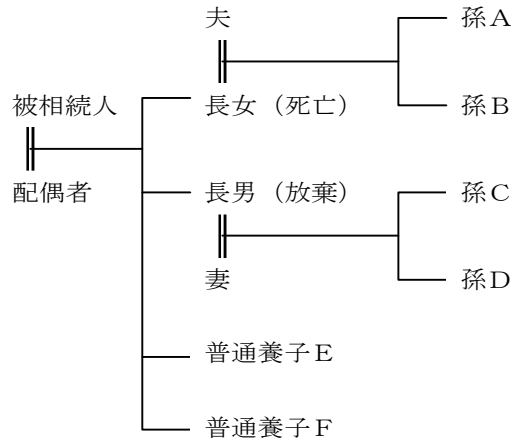 夫
孫A
被相続人
長女（死亡）
孫B
配偶者
長男（放棄）
孫C
妻
孫D
普通養子E
普通養子F